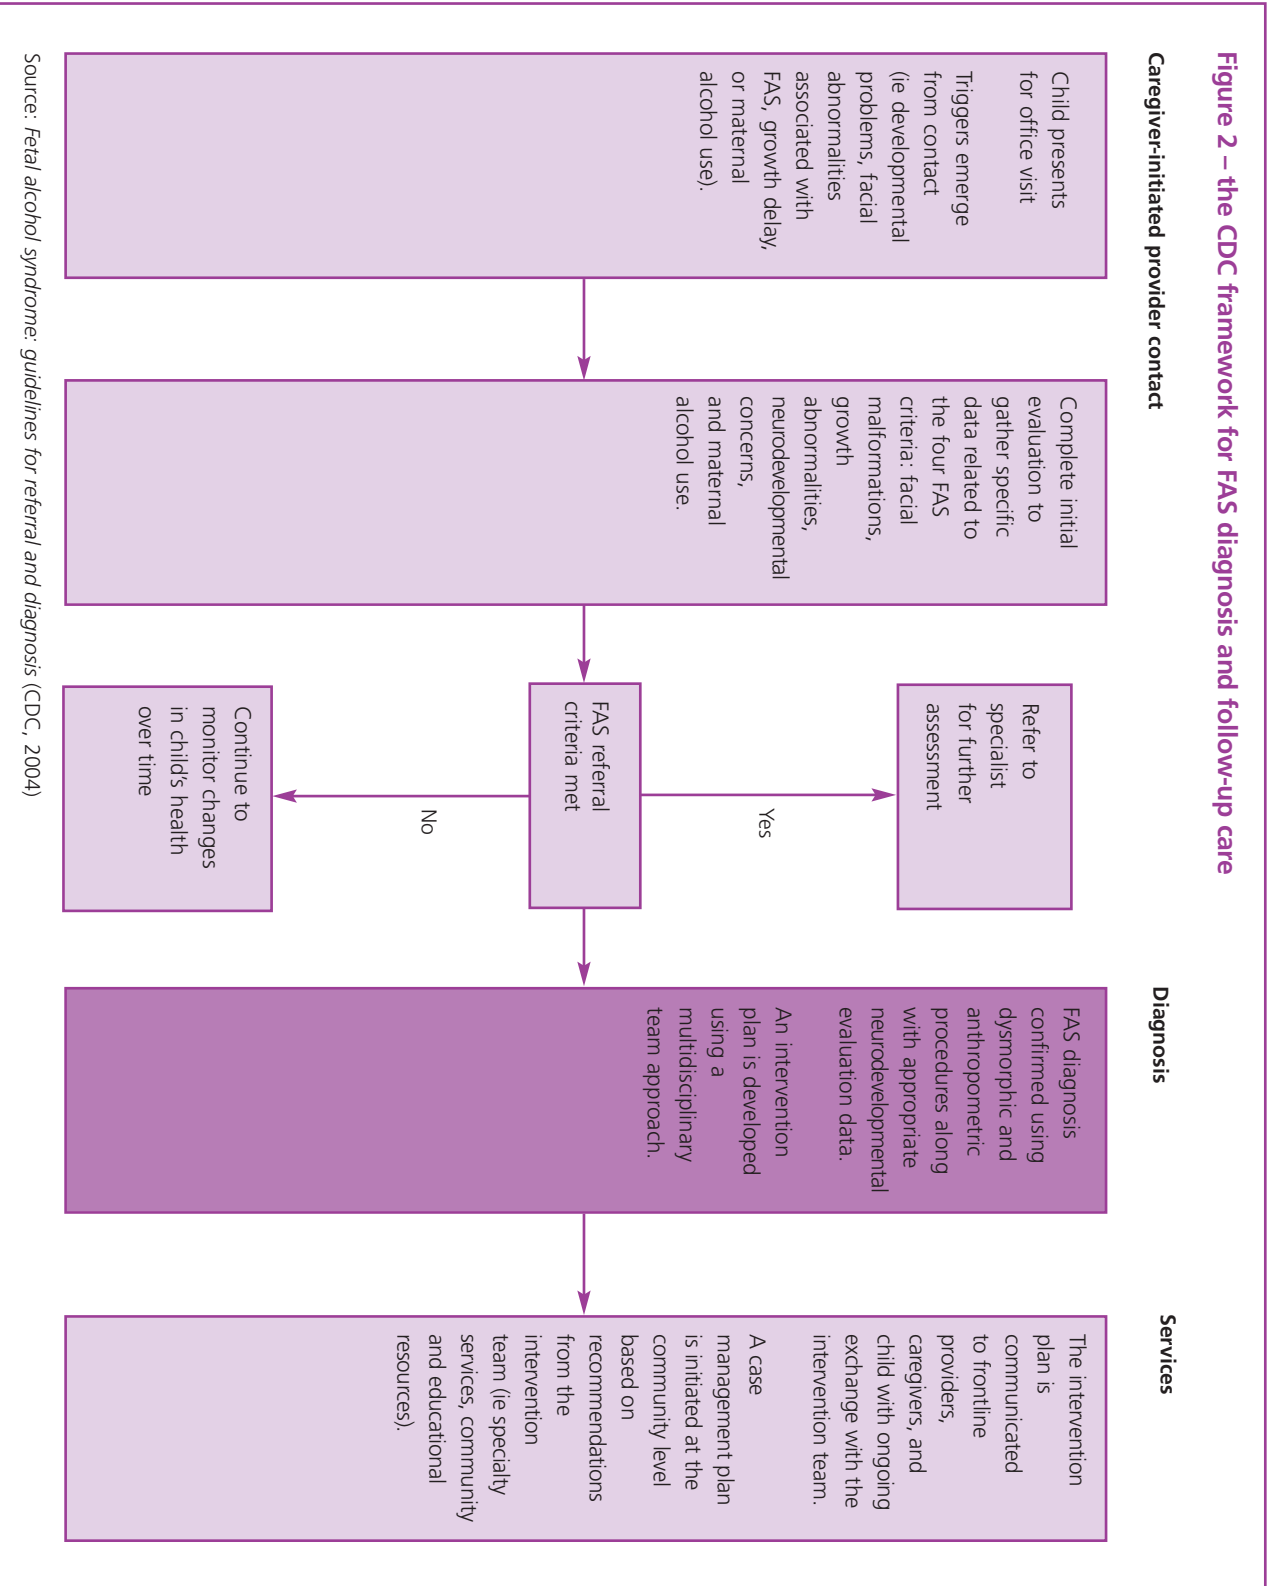 Figure 2 – the CDC framework for FAS diagnosis and follow-up care
Caregiver-initiated provider contact
Child presents
for office visit
Triggers emerge
from contact
(ie developmental
problems, facial
abnormalities
associated with
FAS, growth delay,
or maternal
alcohol use).
Complete initial
evaluation to
gather specific
data related to
the four FAS
criteria: facial
malformations,
growth
abnormalities,
neurodevelopmental
concerns,
and maternal
alcohol use.
Refer to
specialist
for further
assessment
Yes
FAS referral
criteria met
No
Continue to
monitor changes
in child's health
over time
Diagnosis
FAS diagnosis
confirmed using
dysmorphic and
anthropometric
procedures along
with appropriate
neurodevelopmental
evaluation data.
An intervention
plan is developed
using a
multidisciplinary
team approach.
Services
The intervention
plan is
communicated
to frontline
providers,
caregivers, and
child with ongoing
exchange with the
intervention team.
A case
management plan
is initiated at the
community level
based on
recommendations
from the
intervention
team (ie specialty
services, community
and educational
resources).
Source: Fetal alcohol syndrome: guidelines for referral and diagnosis (CDC, 2004)